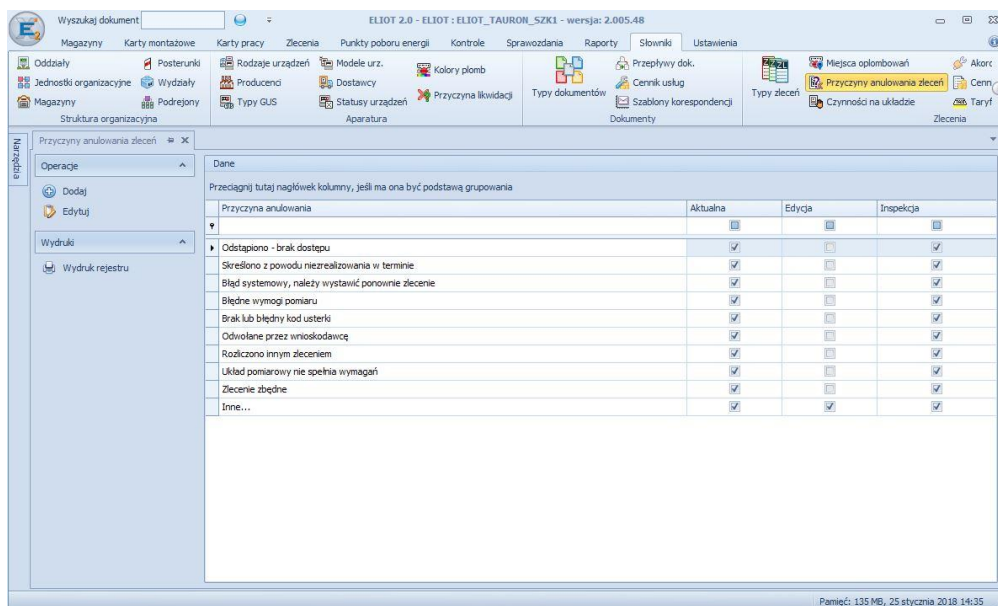 Wyszukaj dokument
ELIOT 2.0 - ELIOT : ELIOT_TAURON_SZK1 - wersja: 2.005.48
Magazyny Karty montażowe Karty pracy Zlecenia Punkty poboru energii Kontrole Sprawozdania Raporty Słowniki Ustawienia
Oddziały Posterunki Rodzaje urządzeń Modele urz. Kolory plomb Przepływy dok. Miejsca oplombowań Akorc
Jednostki organizacyjne Wydziały Producenci Dostawcy Przyczyna likwidacji Typy dokumentów Cennik usług Typy zleceń Przyczyny anulowania zleceń Cenn
Magazyny Podrejony Typy GUS Statusy urządzeń Szablony korespondencji Czynności na układzie Taryf
Struktura organizacyjna Aparatura Dokumenty Zlecenia
Narzędzia
Przyczyny anulowania zleceń
Operacje
Dodaj
Edytuj
Wydruki
Wydruk rejestru
Dane
Przeciągnij tutaj nagłówek kolumny, jeśli ma ona być podstawą grupowania
Przyczyna anulowania Aktualna Edycja Inspekcja
Odstąpiono - brak dostępu
Skreślono z powodu niezrealizowania w terminie
Błąd systemowy, należy wystawić ponownie zlecenie
Błędne wymogi pomiaru
Brak lub błędny kod usterki
Odwołane przez wnioskodawcę
Rozliczono innym zleceniem
Układ pomiarowy nie spełnia wymagań
Zlecenie zbędne
Inne...
Pamięć: 135 MB, 25 stycznia 2018 14:35